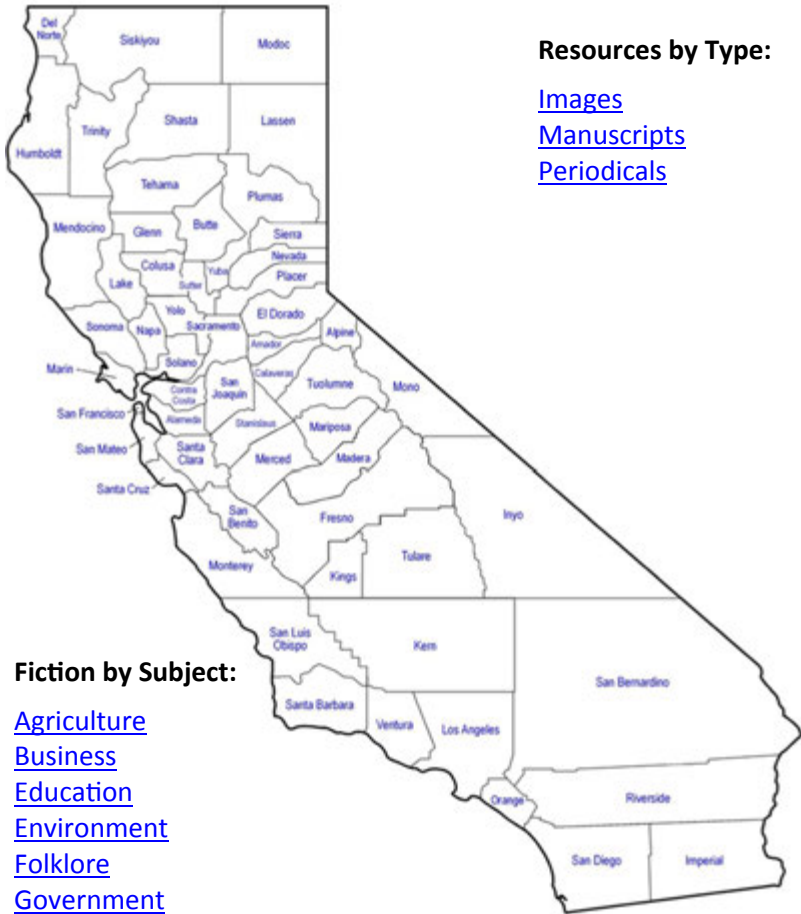 Del
Norte
Siskiyou
Modoc
Resources by Type:
Images
Manuscripts
Periodicals
Humboldt
Trinity
Shasta
Lassen
Tehama
Plumas
Mendocino
Glenn
Butte
Sierra
Colusa
Nevada
Lake
Sutter
Yuba
Placer
Sonoma
Napa
Yolo
Sacramento
El Dorado
Alpine
Amador
Solano
Marin
Contra
Costa
San
Joaquin
Calaveras
Tuolumne
Mono
San Francisco
Alameda
Stanislaus
Mariposa
San Mateo
Santa
Clara
Merced
Madera
Santa Cruz
San
Benito
Fresno
Inyo
Monterey
Kings
Tulare
San Luis
Obispo
Kern
San Bernardino
Santa Barbara
Ventura
Los Angeles
Orange
Riverside
San Diego
Imperial
Fiction by Subject:
Agriculture
Business
Education
Environment
Folklore
Government